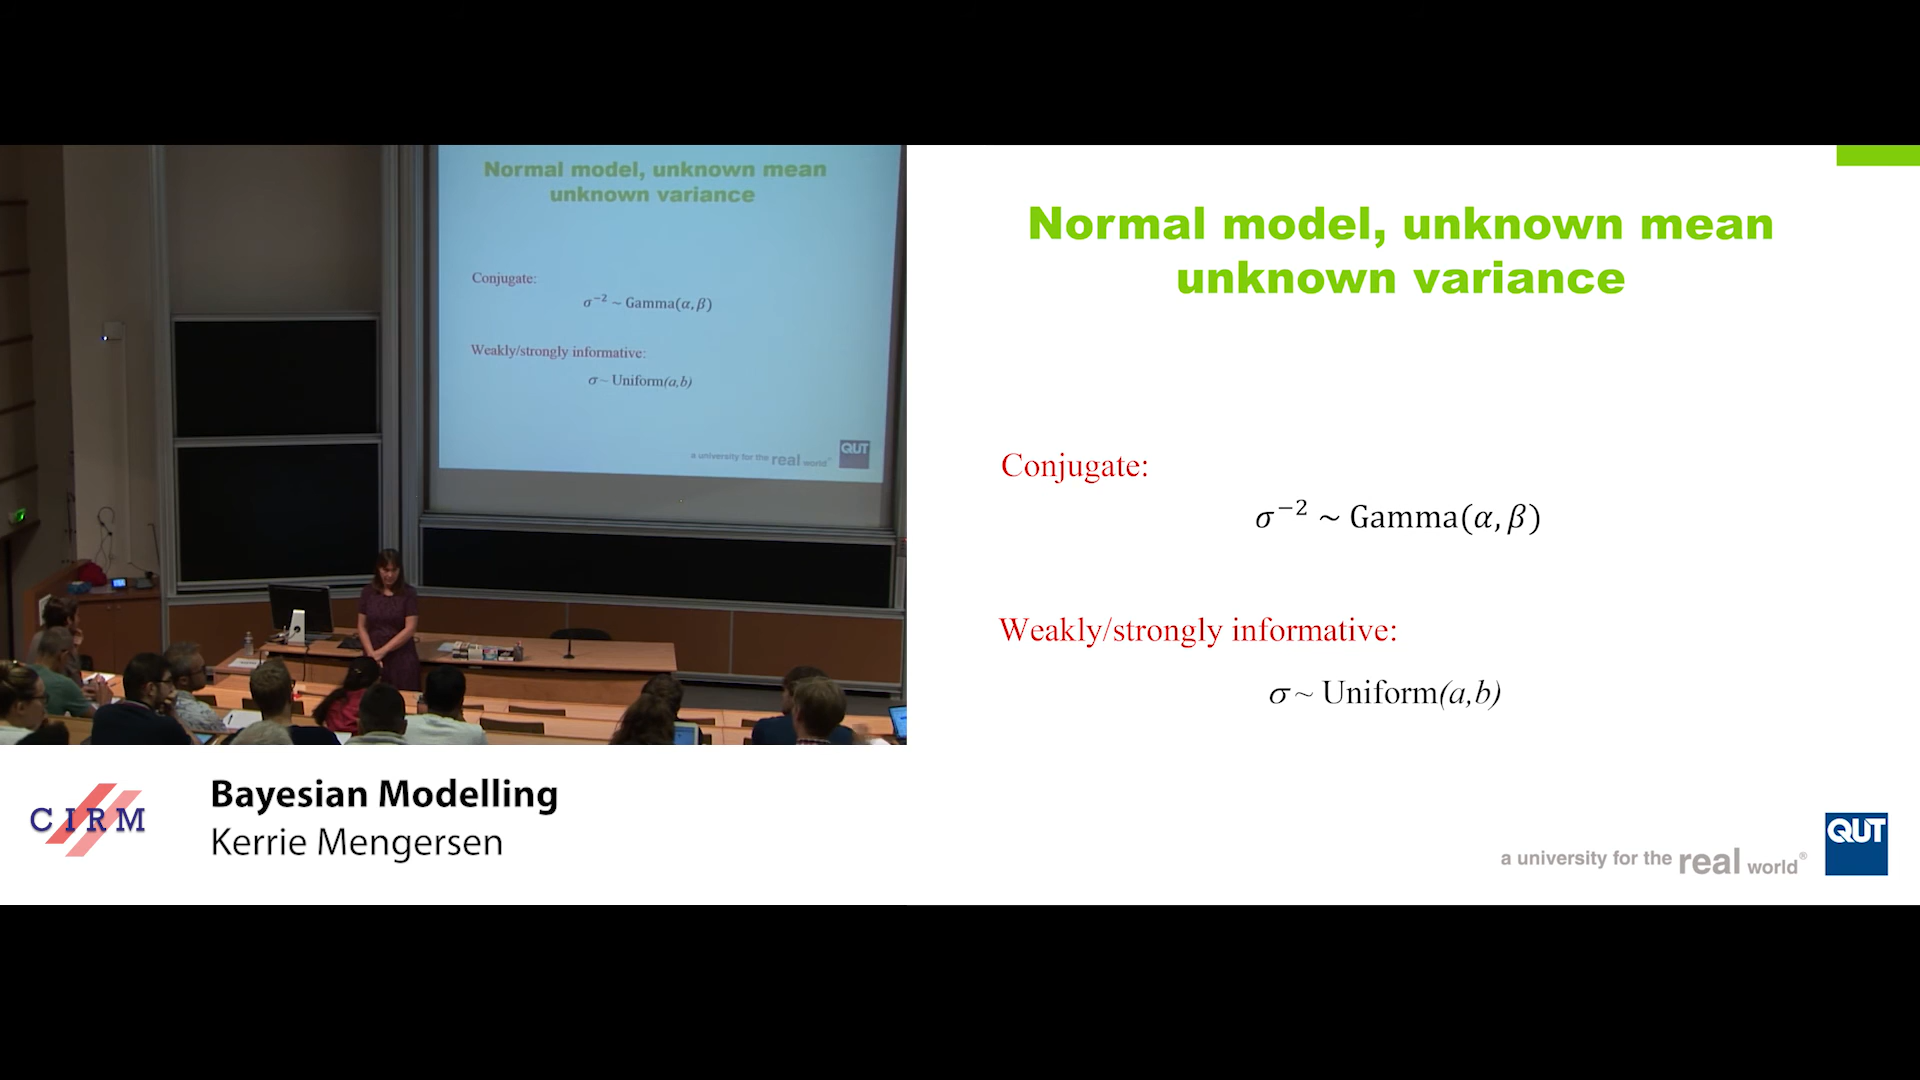 Normal model, unknown mean
unknown variance
Conjugate:
σ⁻² ~ Gamma(α, β)
Weakly/strongly informative:
σ ~ Uniform(a,b)
a university for the real world
QUT
Normal model, unknown mean
unknown variance
Conjugate:
σ⁻² ~ Gamma(α, β)
Weakly/strongly informative:
σ ~ Uniform(a,b)
a university for the real world®
QUT
CIRM
Bayesian Modelling
Kerrie Mengersen